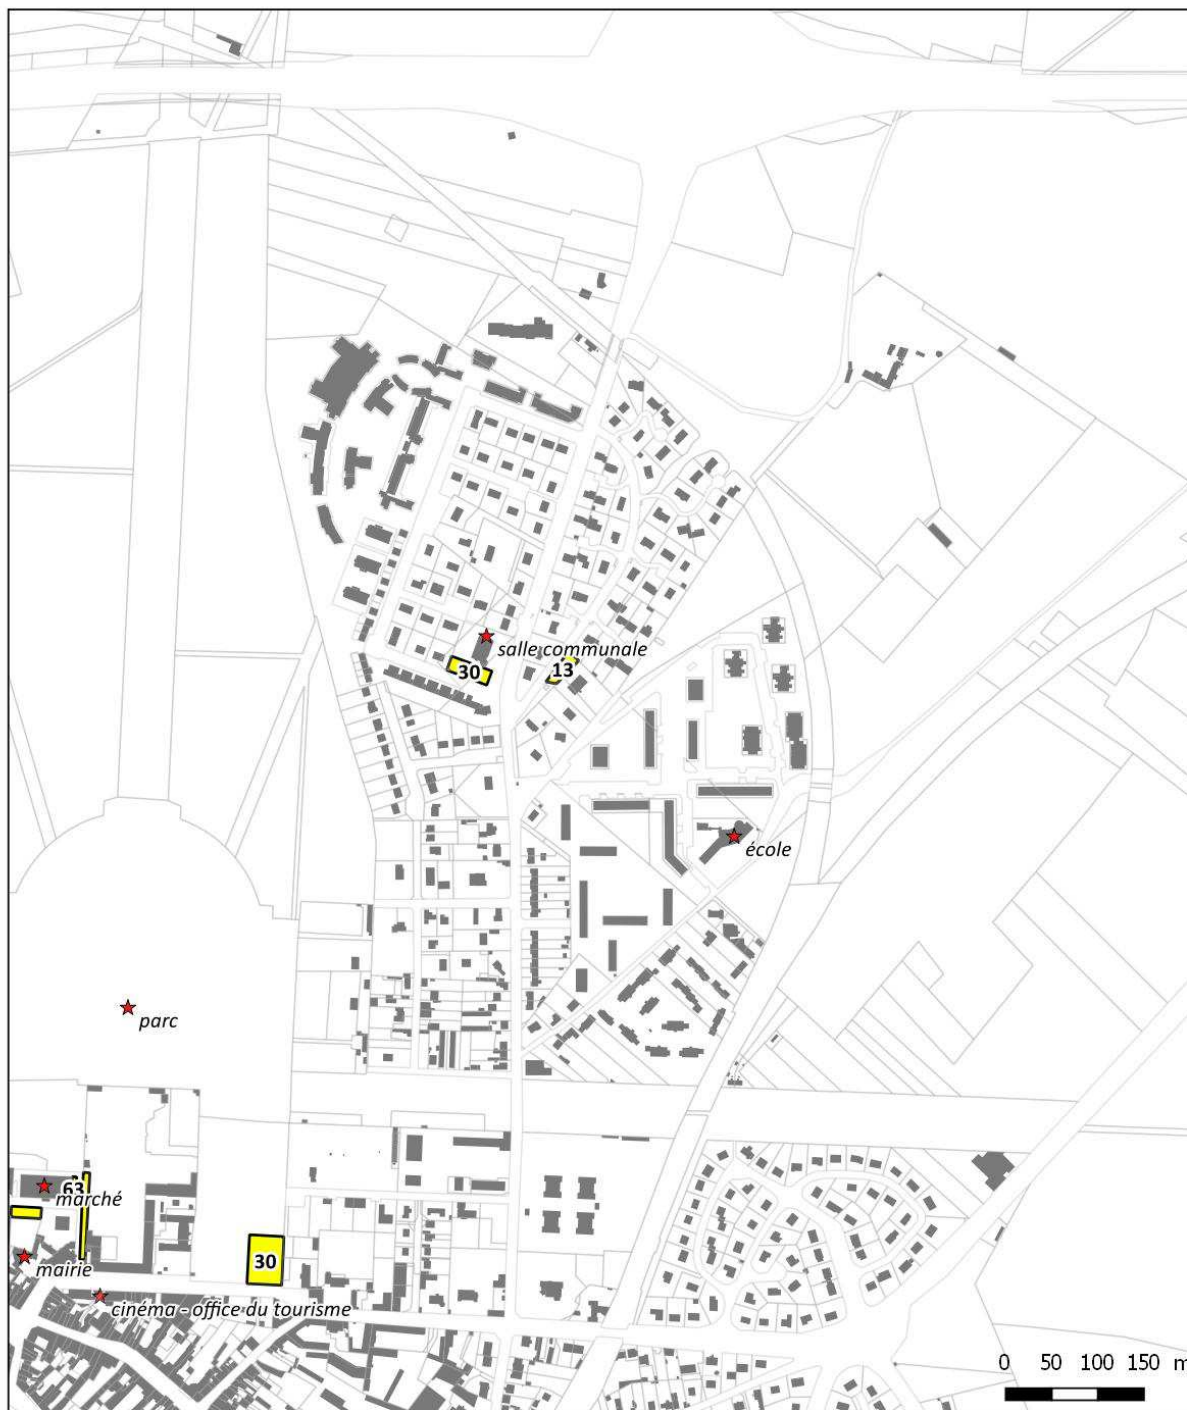 salle communale
30
13
école
parc
63
marché
mairie
30
cinéma - office du tourisme
0 50 100 150 m